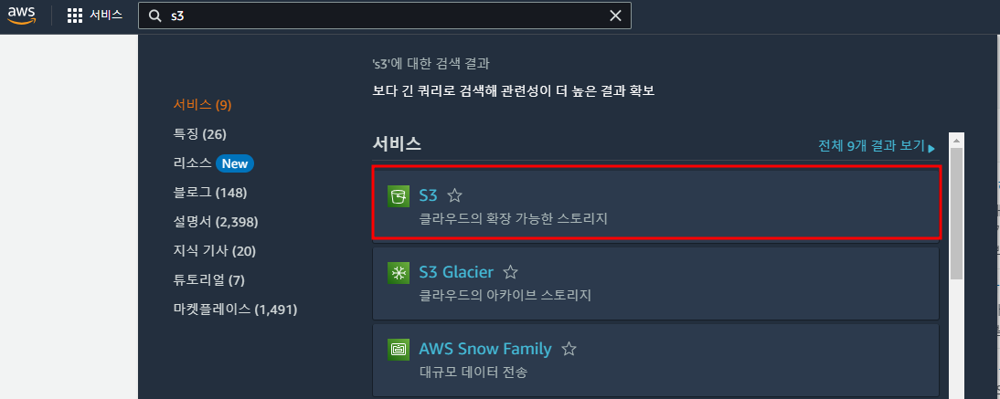 aws 서비스 s3
's3'에 대한 검색 결과
보다 긴 쿼리로 검색해 관련성이 더 높은 결과 확보
서비스 (9)
특징 (26)
리소스 New
블로그 (148)
설명서 (2,398)
지식 기사 (20)
튜토리얼 (7)
마켓플레이스 (1,491)
서비스 전체 9개 결과 보기
S3
클라우드의 확장 가능한 스토리지
S3 Glacier
클라우드의 아카이브 스토리지
AWS Snow Family
대규모 데이터 전송